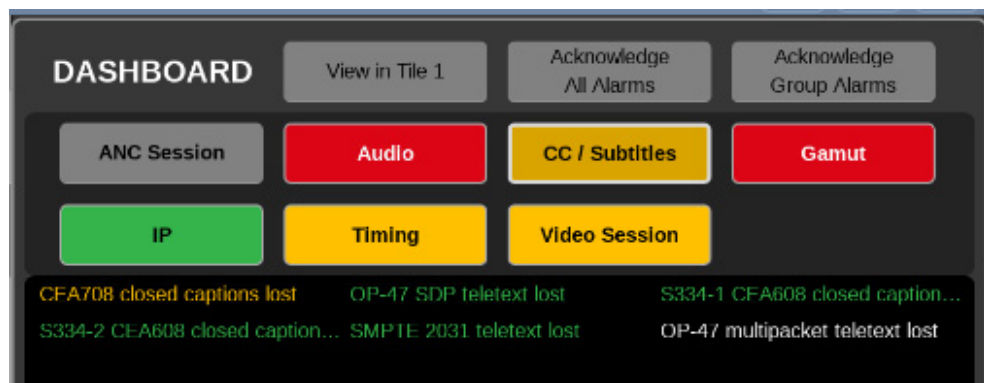 DASHBOARD
View in Tile 1
Acknowledge
All Alarms
Acknowledge
Group Alarms
ANC Session
Audio
CC / Subtitles
Gamut
IP
Timing
Video Session
CEA708 closed captions lost
OP-47 SDP teletext lost
S334-1 CEA608 closed caption...
S334-2 CEA608 closed caption...
SMPTE 2031 teletext lost
OP-47 multipacket teletext lost